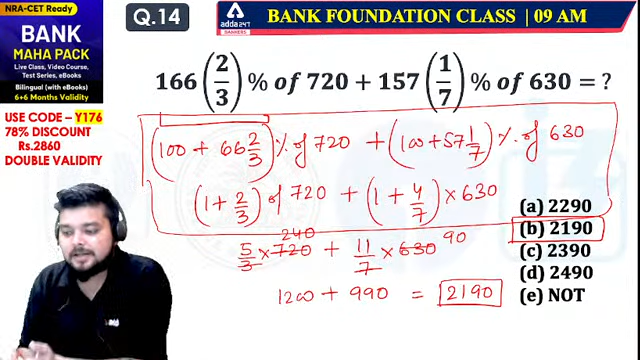 NRA-CET Ready
BANK
MAHA PACK
Live Class, Video Course,
Test Series, eBooks
Bilingual (with eBooks)
6+6 Months Validity
USE CODE - Y176
78% DISCOUNT
Rs.2860
DOUBLE VALIDITY
Q.14
adda247
BANK FOUNDATION CLASS | 09 AM
166(2/3)% of 720 + 157(1/7)% of 630 = ?
(100 + 66 2/3)% of 720 + (100+57 1/7)% of 630
(1+2/3) of 720 + (1+4/7)×630
5/3 × 720 240 + 11/7 × 630 90
1200 + 990 = 2190
(a) 2290
(b) 2190
(c) 2390
(d) 2490
(e) NOT